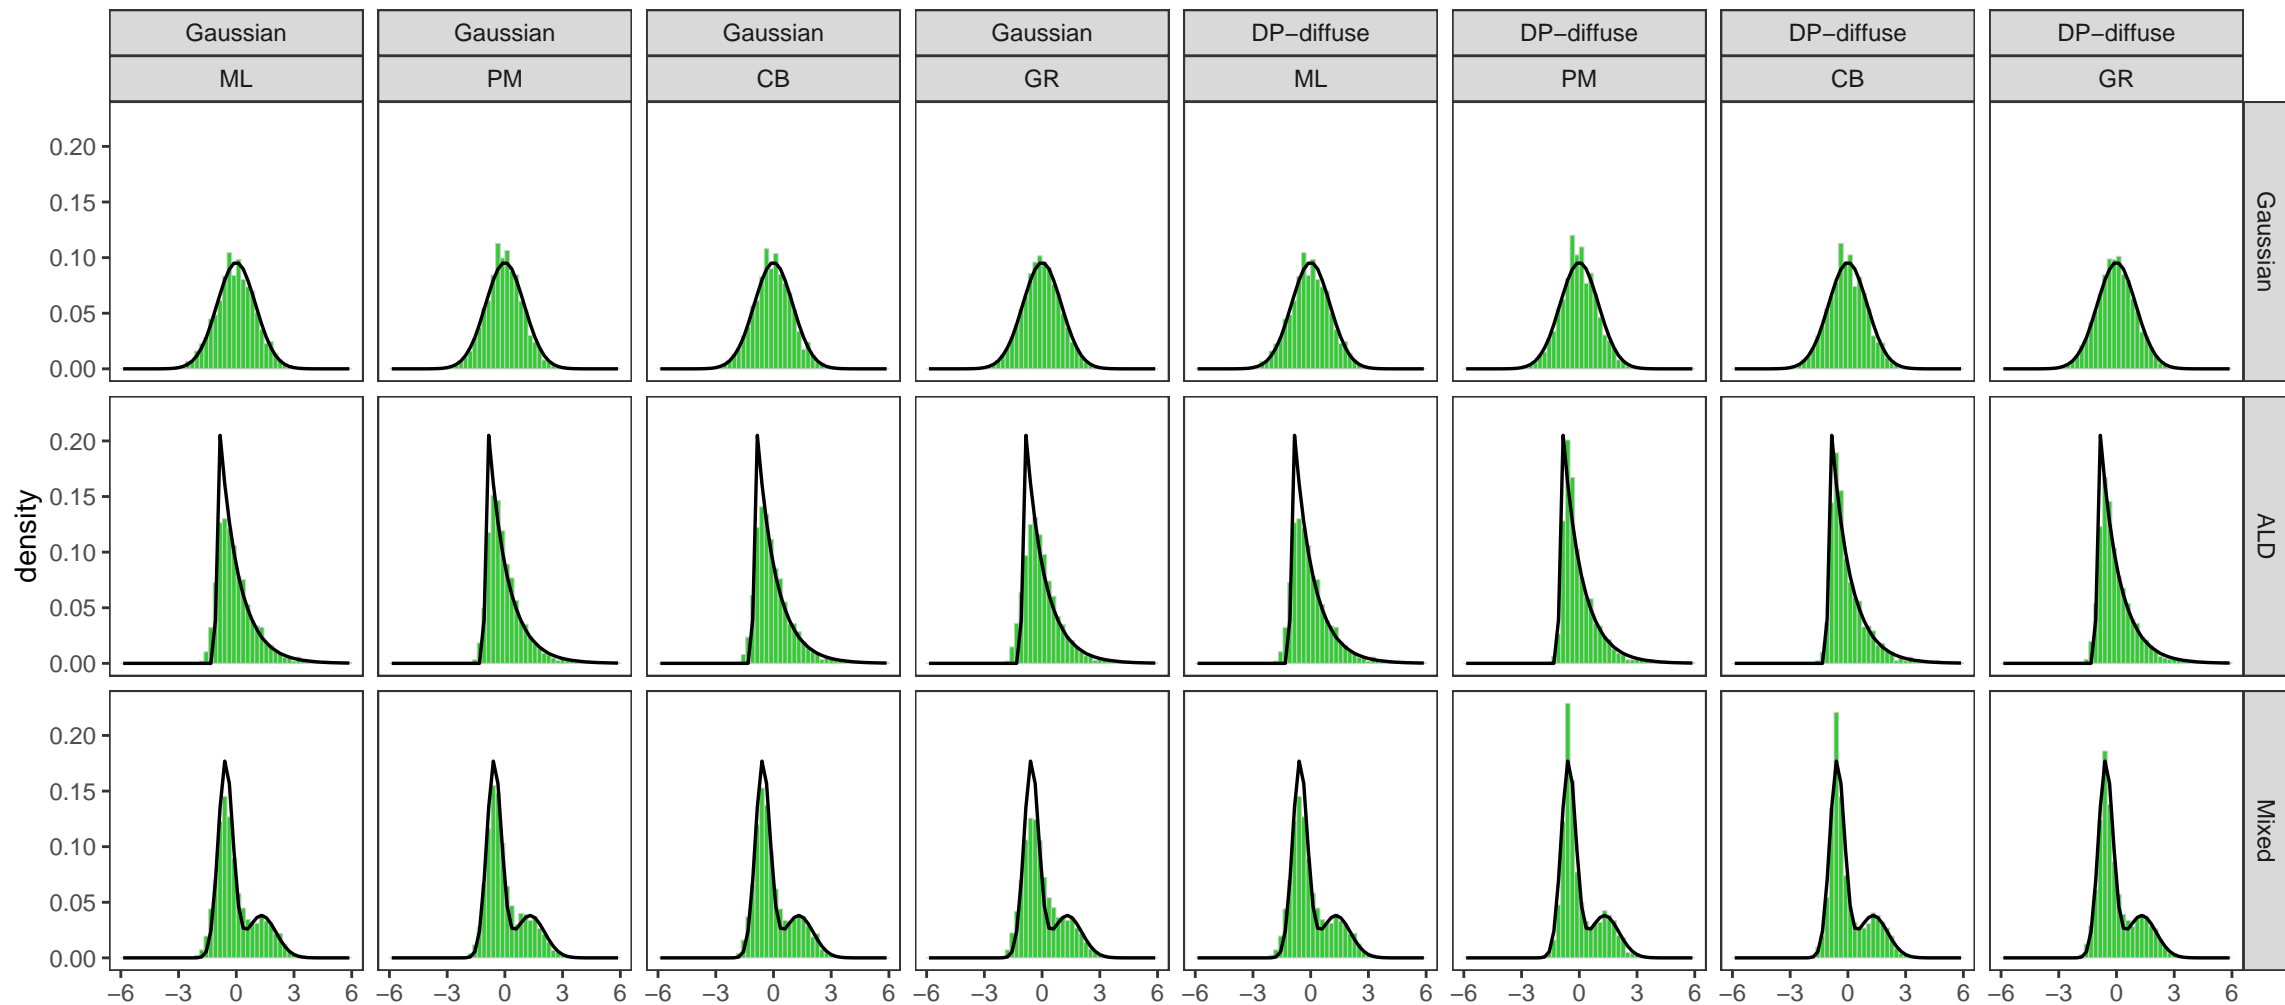 Gaussian Gaussian Gaussian Gaussian DP−diffuse DP−diffuse DP−diffuse DP−diffuse
ML PM CB GR ML PM CB GR
0.20
0.15
0.10
0.05
0.00
Gaussian
0.20
0.15
0.10
0.05
0.00
ALD
density
0.20
0.15
0.10
0.05
0.00
Mixed
−6 −3 0 3 6 −6 −3 0 3 6 −6 −3 0 3 6 −6 −3 0 3 6 −6 −3 0 3 6 −6 −3 0 3 6 −6 −3 0 3 6 −6 −3 0 3 6